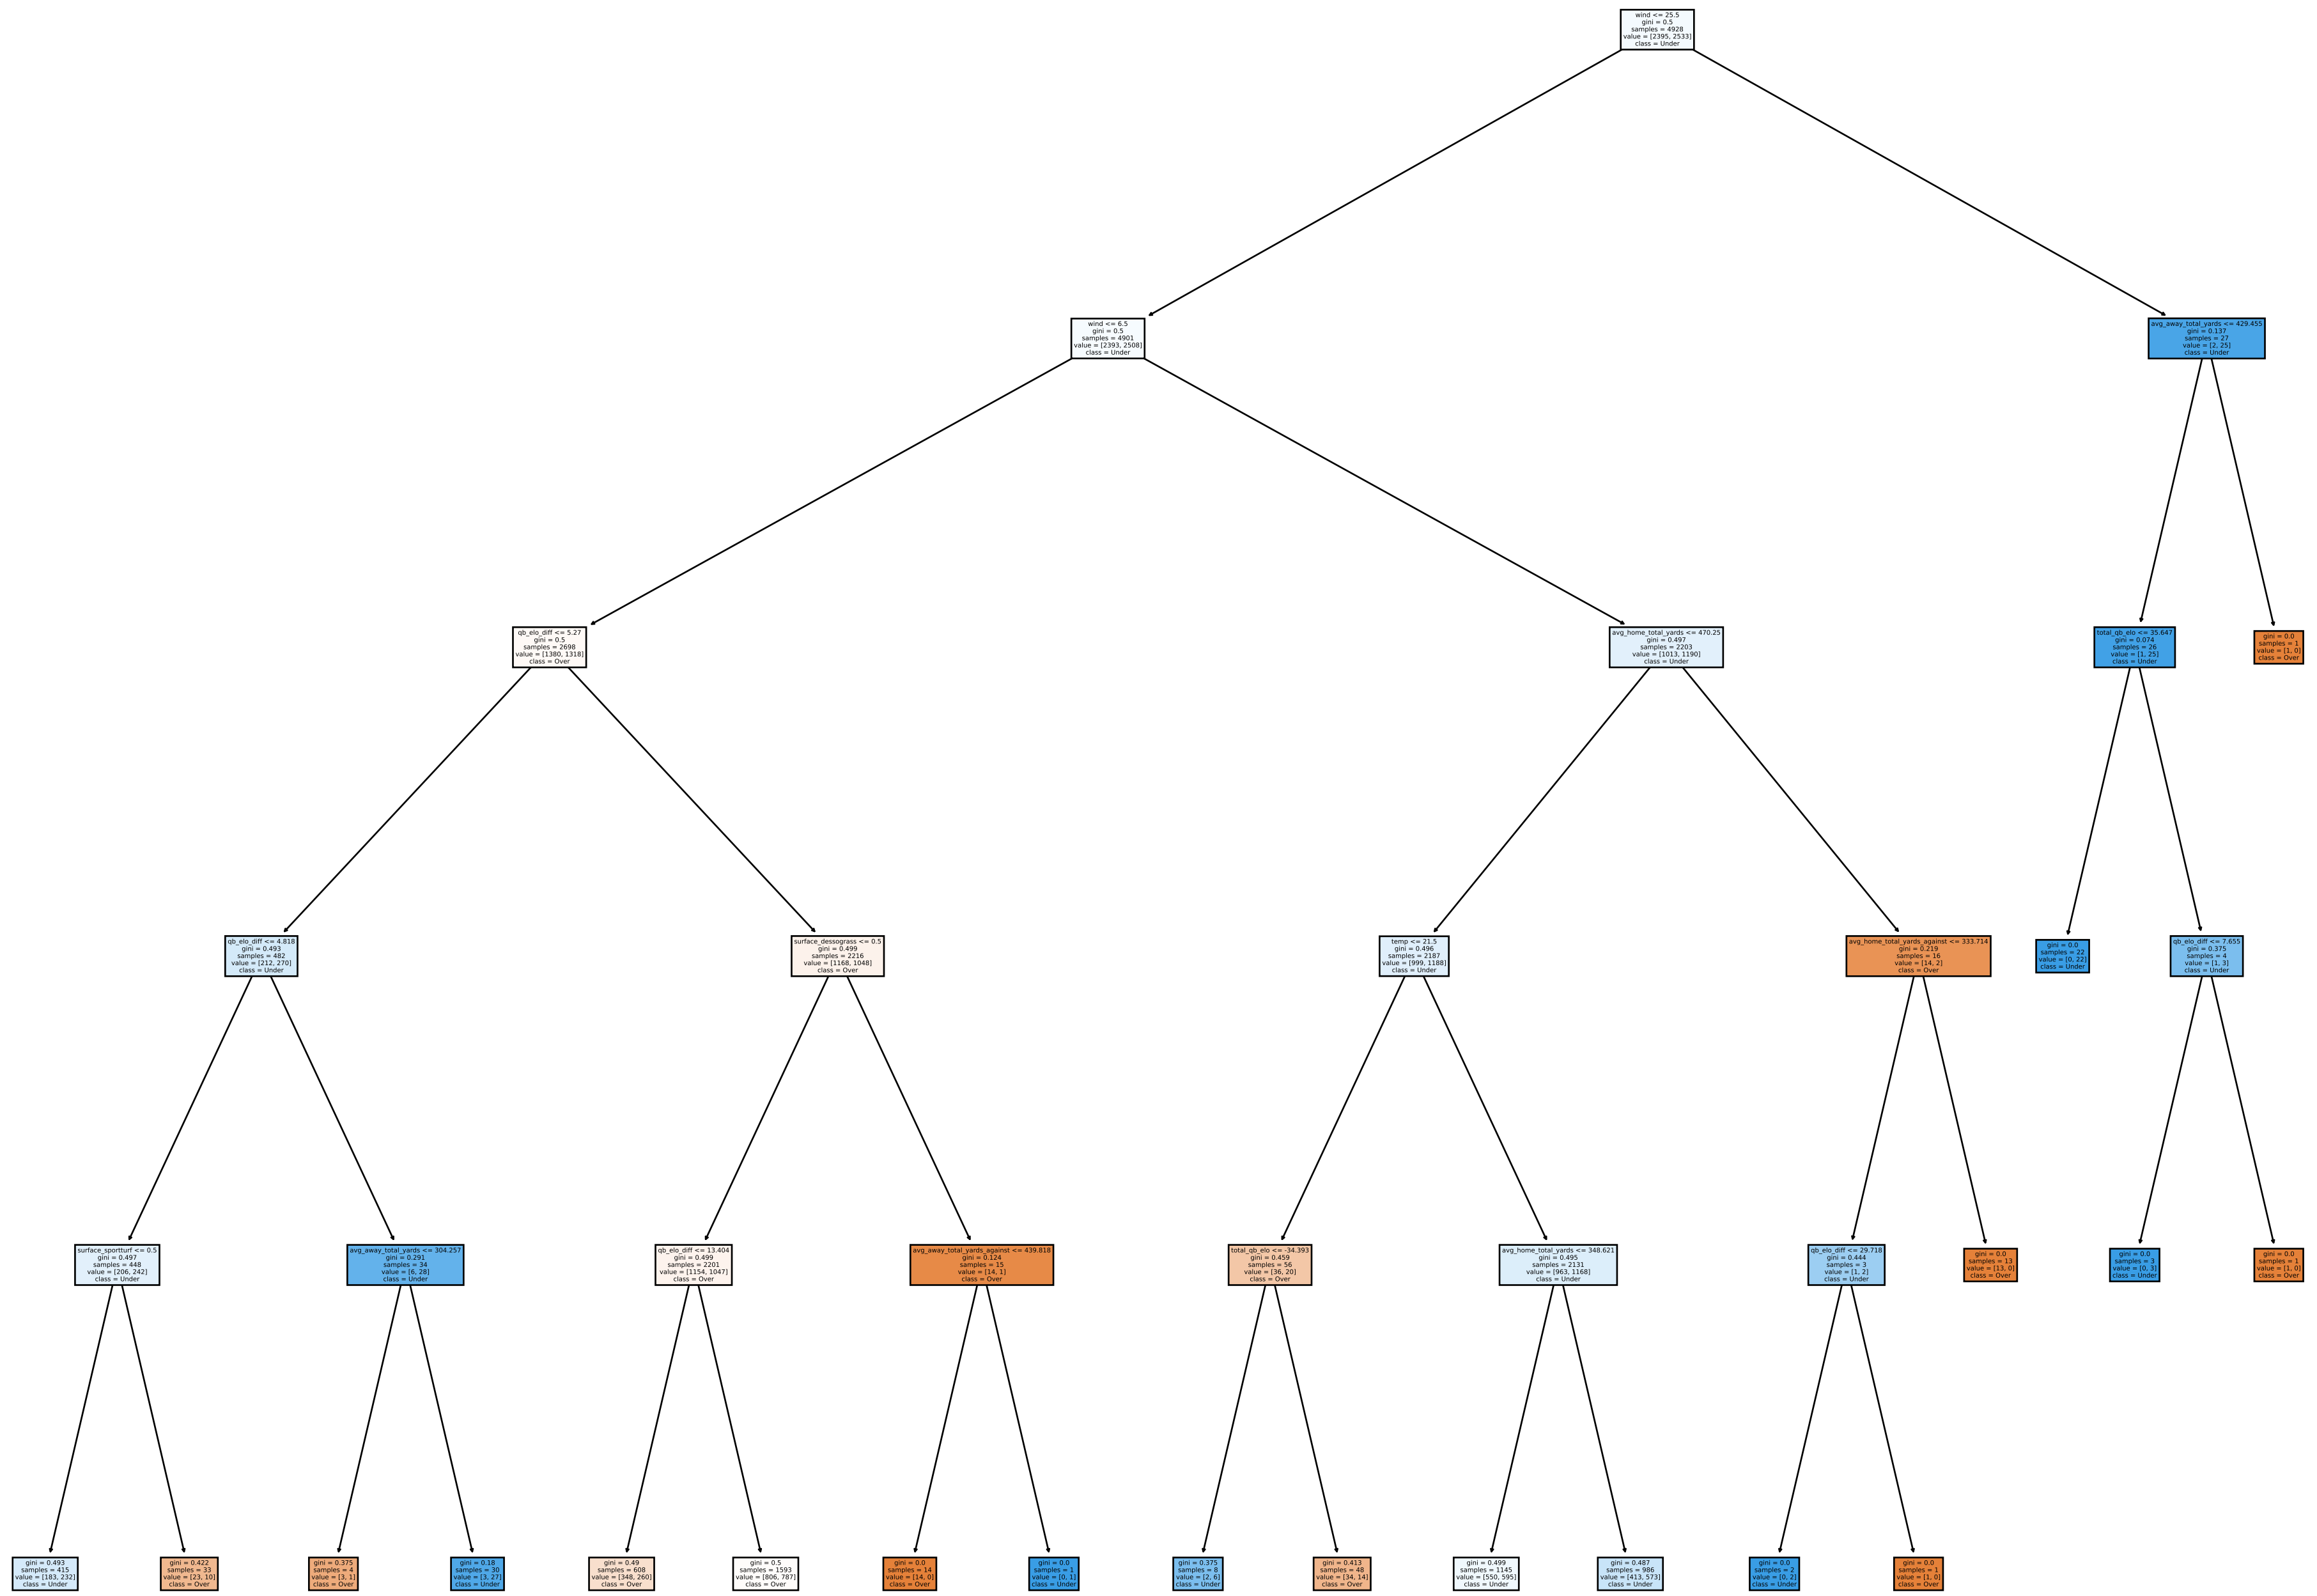 wind <= 25.5
gini = 0.5
samples = 4928
value = [2395, 2533]
class = Under
wind <= 6.5
gini = 0.5
samples = 4901
value = [2393, 2508]
class = Under
avg_away_total_yards <= 429.455
gini = 0.137
samples = 27
value = [2, 25]
class = Under
qb_elo_diff <= 5.27
gini = 0.5
samples = 2698
value = [1380, 1318]
class = Over
avg_home_total_yards <= 470.25
gini = 0.497
samples = 2203
value = [1013, 1190]
class = Under
total_qb_elo <= 35.647
gini = 0.074
samples = 26
value = [1, 25]
class = Under
gini = 0.0
samples = 1
value = [1, 0]
class = Over
qb_elo_diff <= 4.818
gini = 0.493
samples = 482
value = [212, 270]
class = Under
surface_dessograss <= 0.5
gini = 0.499
samples = 2216
value = [1168, 1048]
class = Over
temp <= 21.5
gini = 0.496
samples = 2187
value = [999, 1188]
class = Under
avg_home_total_yards_against <= 333.714
gini = 0.219
samples = 16
value = [14, 2]
class = Over
gini = 0.0
samples = 22
value = [0, 22]
class = Under
qb_elo_diff <= 7.655
gini = 0.375
samples = 4
value = [1, 3]
class = Under
surface_sportturf <= 0.5
gini = 0.497
samples = 448
value = [206, 242]
class = Under
avg_away_total_yards <= 304.257
gini = 0.291
samples = 34
value = [6, 28]
class = Under
qb_elo_diff <= 13.404
gini = 0.499
samples = 2201
value = [1154, 1047]
class = Over
avg_away_total_yards_against <= 439.818
gini = 0.124
samples = 15
value = [14, 1]
class = Over
total_qb_elo <= -34.393
gini = 0.459
samples = 56
value = [36, 20]
class = Over
avg_home_total_yards <= 348.621
gini = 0.495
samples = 2131
value = [963, 1168]
class = Under
qb_elo_diff <= 29.718
gini = 0.444
samples = 3
value = [1, 2]
class = Under
gini = 0.0
samples = 13
value = [13, 0]
class = Over
gini = 0.0
samples = 3
value = [0, 3]
class = Under
gini = 0.0
samples = 1
value = [1, 0]
class = Over
gini = 0.493
samples = 415
value = [183, 232]
class = Under
gini = 0.422
samples = 33
value = [23, 10]
class = Over
gini = 0.375
samples = 4
value = [3, 1]
class = Over
gini = 0.18
samples = 30
value = [3, 27]
class = Under
gini = 0.49
samples = 608
value = [348, 260]
class = Over
gini = 0.5
samples = 1593
value = [806, 787]
class = Over
gini = 0.0
samples = 14
value = [14, 0]
class = Over
gini = 0.0
samples = 1
value = [0, 1]
class = Under
gini = 0.375
samples = 8
value = [2, 6]
class = Under
gini = 0.413
samples = 48
value = [34, 14]
class = Over
gini = 0.499
samples = 1145
value = [550, 595]
class = Under
gini = 0.487
samples = 986
value = [413, 573]
class = Under
gini = 0.0
samples = 2
value = [0, 2]
class = Under
gini = 0.0
samples = 1
value = [1, 0]
class = Over